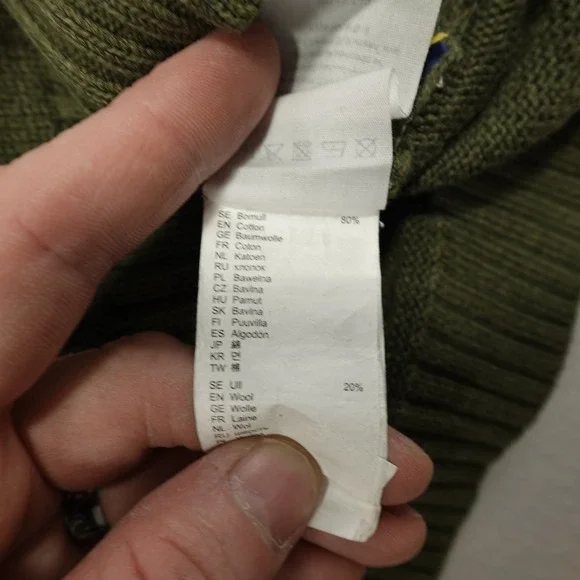 SE Bomull 80%
EN Cotton
GE Baumwolle
FR Coton
NL Katoen
RU хлопок
PL Bawełna
CZ Bavlna
HU Pamut
SK Bavlna
FI Puuvilla
ES Algodón
JP 綿
KR 면
TW 棉
SE Ull 20%
EN Wool
GE Wolle
FR Laine
NL Wol
RU